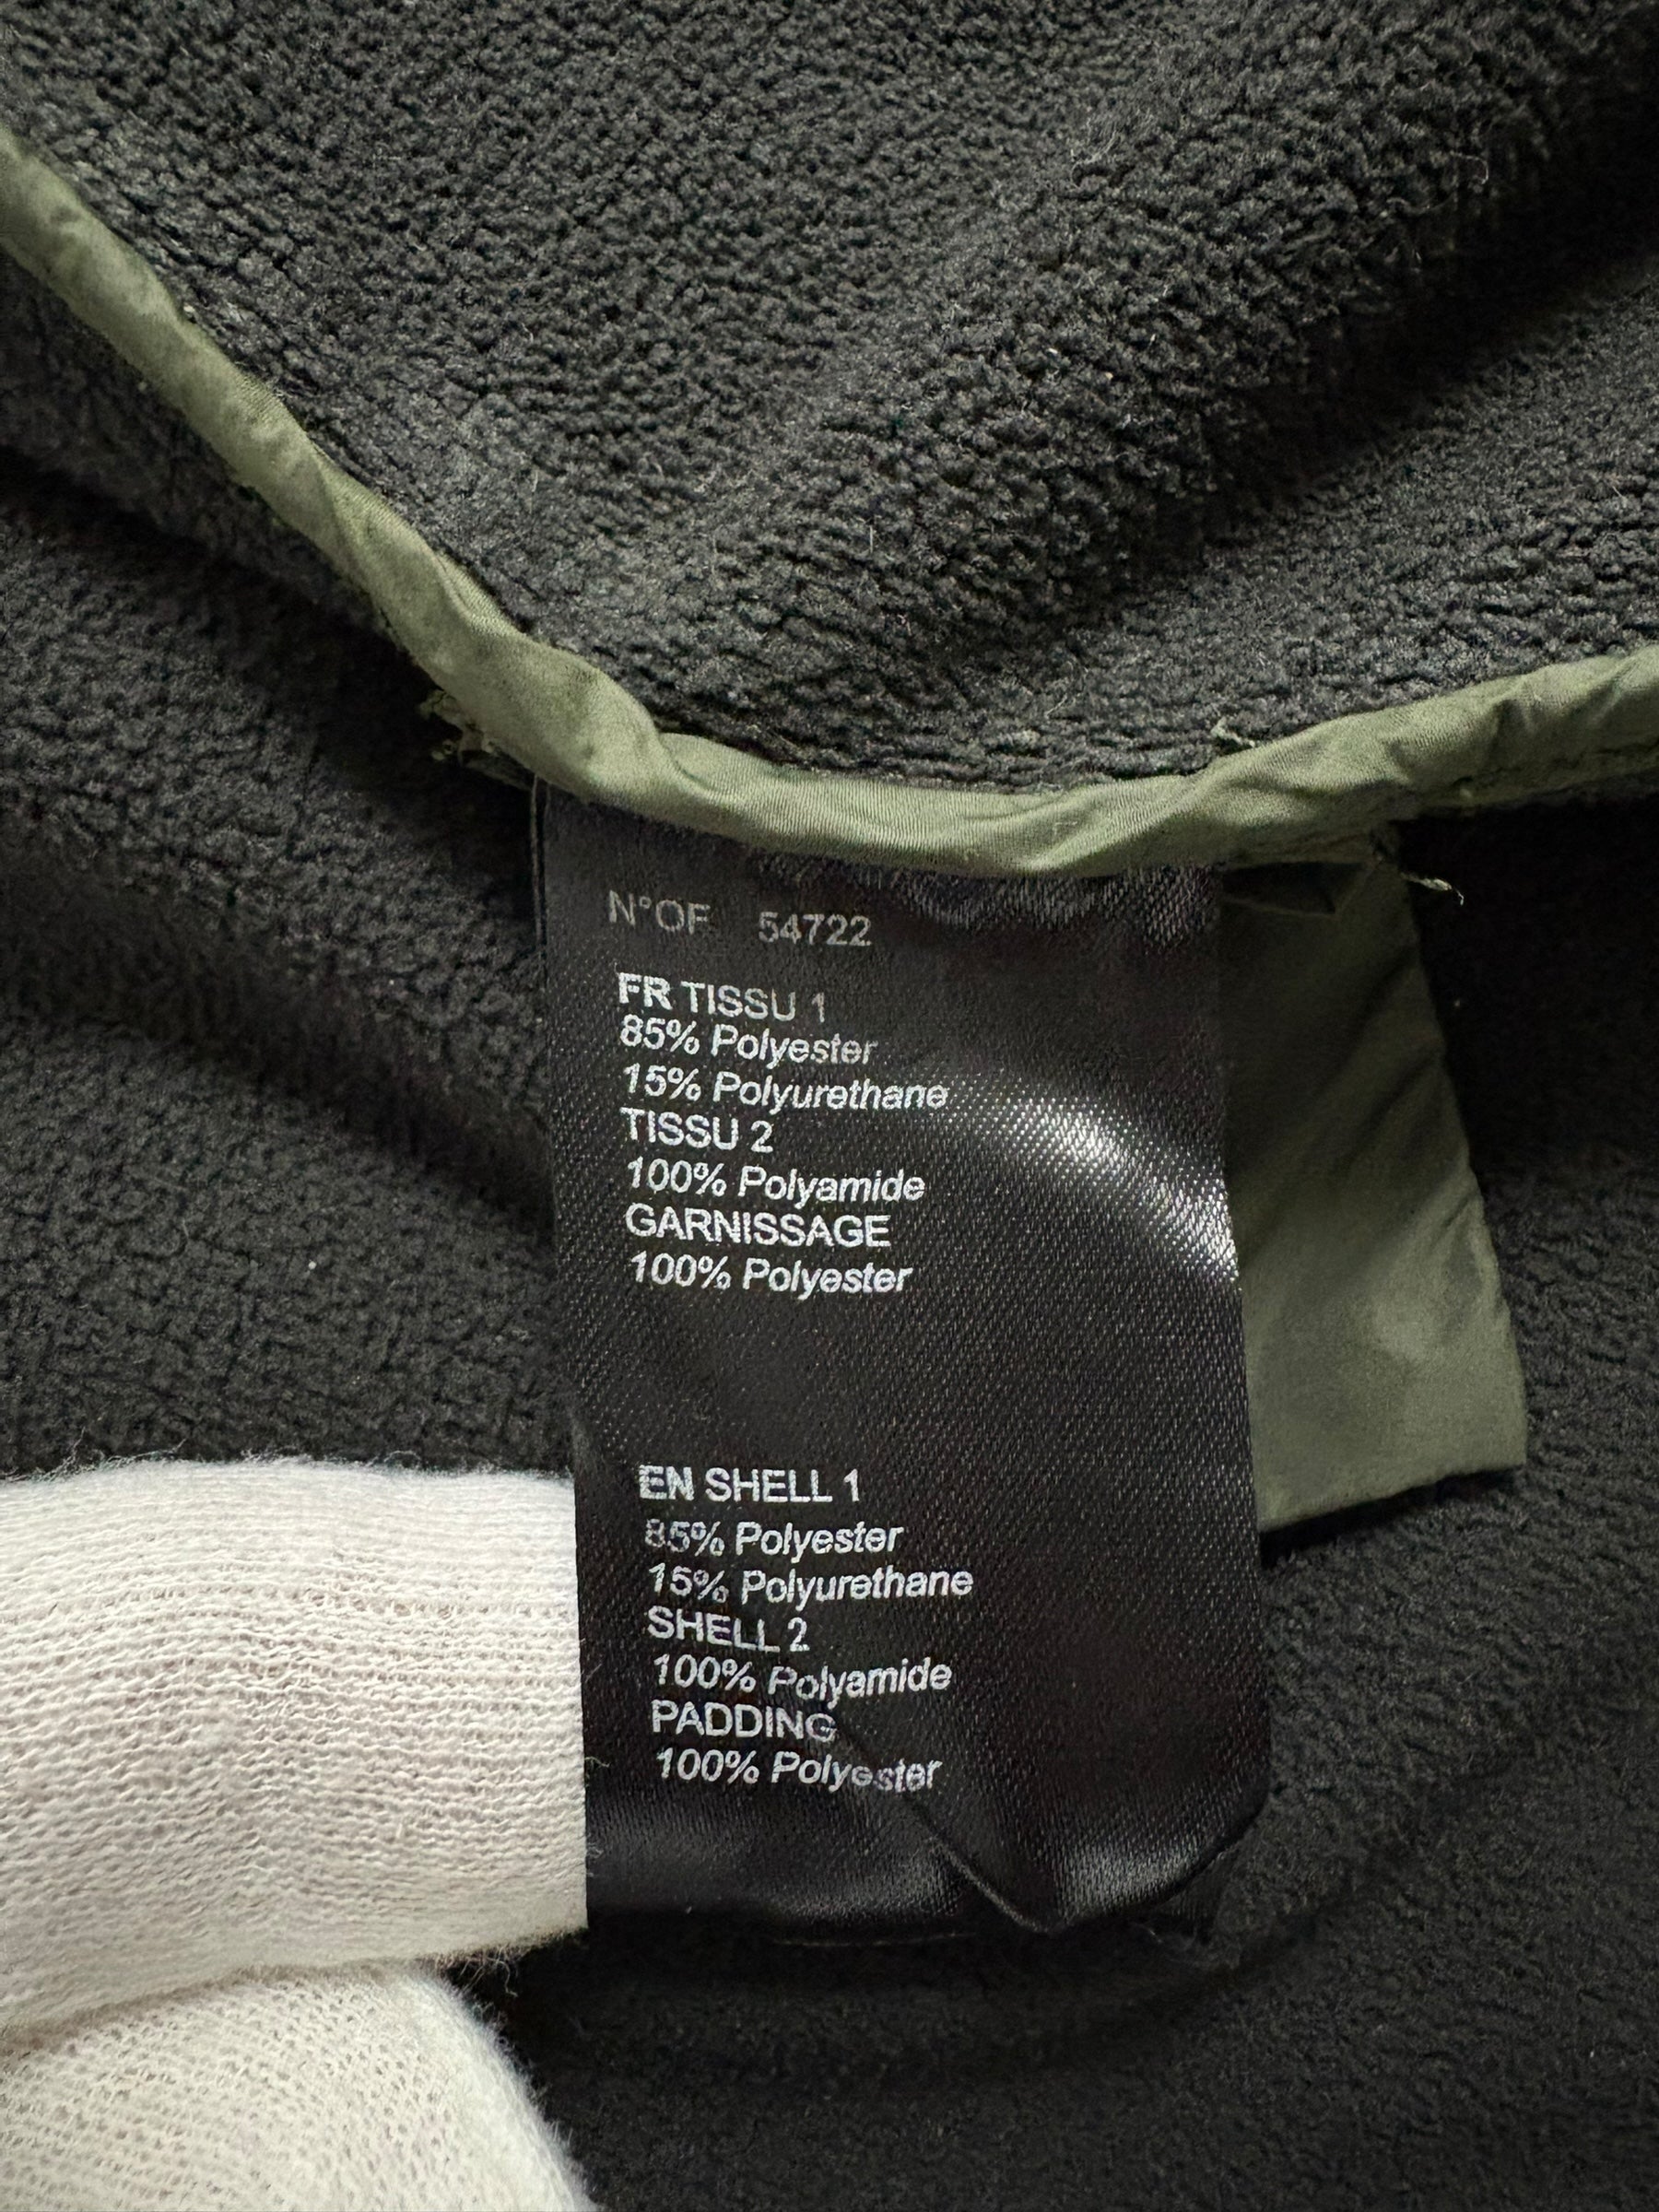 N°OF 54722
FR TISSU 1
85% Polyester
15% Polyurethane
TISSU 2
100% Polyamide
GARNISSAGE
100% Polyester
EN SHELL 1
85% Polyester
15% Polyurethane
SHELL 2
100% Polyamide
PADDING
100% Polyester